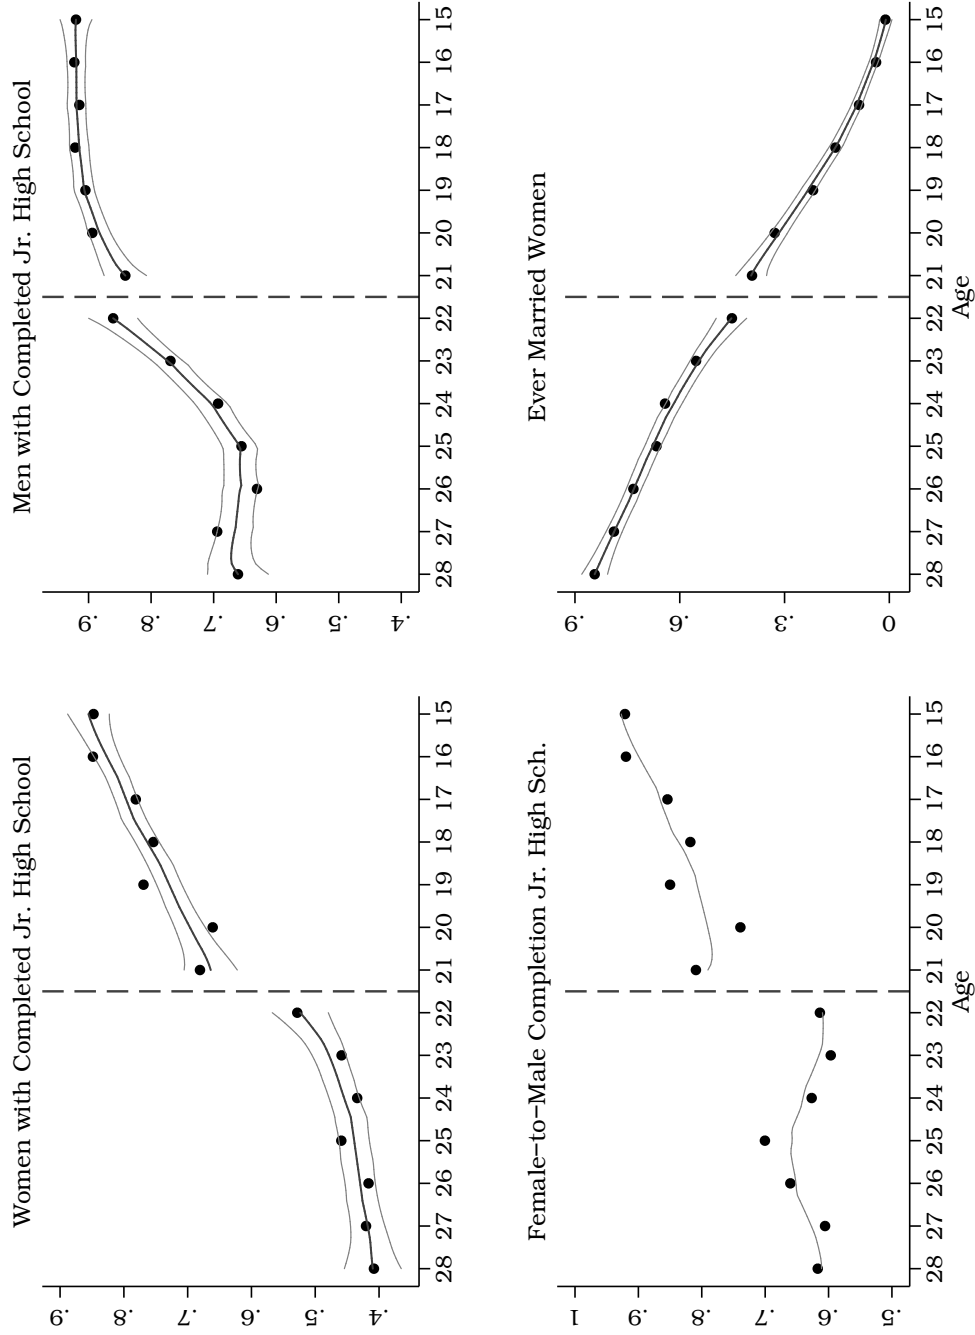 Women with Completed Jr. High School
.9
.8
.7
.6
.5
.4
28 27 26 25 24 23 22 21 20 19 18 17 16 15
Men with Completed Jr. High School
.9
.8
.7
.6
.5
.4
28 27 26 25 24 23 22 21 20 19 18 17 16 15
Female−to−Male Completion Jr. High Sch.
1
.9
.8
.7
.6
.5
28 27 26 25 24 23 22 21 20 19 18 17 16 15
Age
Ever Married Women
.9
.6
.3
0
28 27 26 25 24 23 22 21 20 19 18 17 16 15
Age